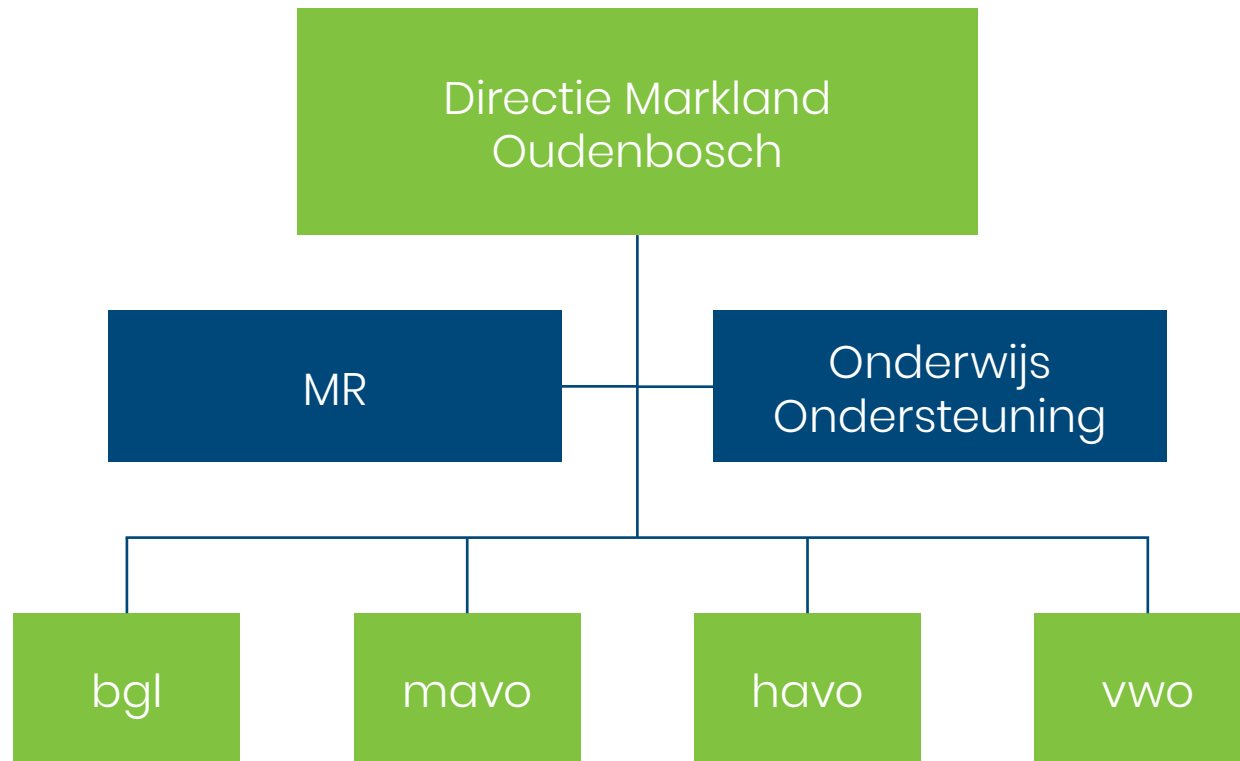 Directie Markland
Oudenbosch
MR
Onderwijs
Ondersteuning
bgl
mavo
havo
vwo